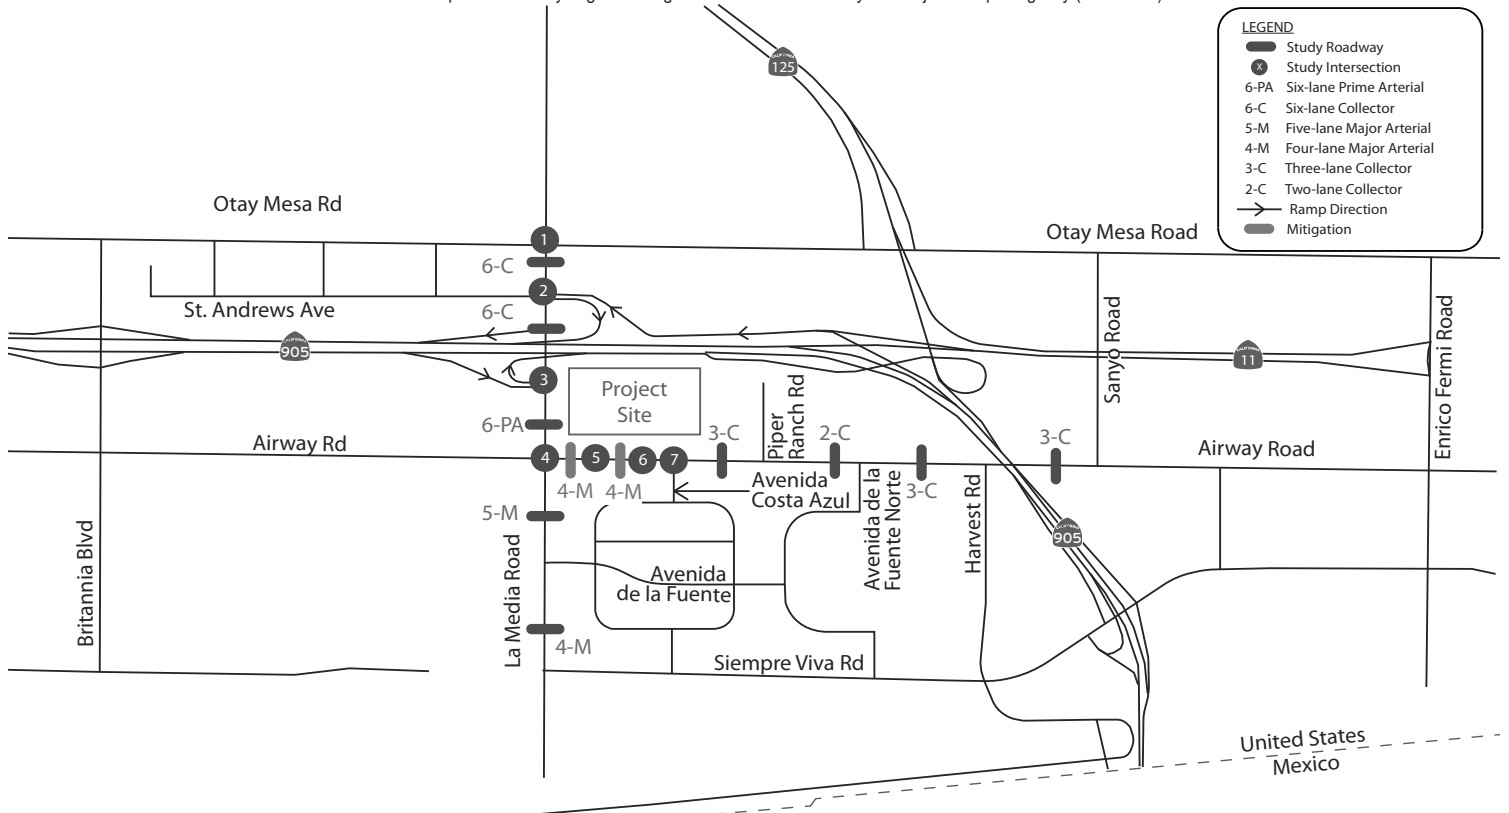 LEGEND
Study Roadway
X Study Intersection
6-PA Six-lane Prime Arterial
6-C Six-lane Collector
5-M Five-lane Major Arterial
4-M Four-lane Major Arterial
3-C Three-lane Collector
2-C Two-lane Collector
Ramp Direction
Mitigation
CALIFORNIA
125
Otay Mesa Rd
Otay Mesa Road
1
6-C
2
St. Andrews Ave
6-C
CALIFORNIA
905
CALIFORNIA
11
Sanyo Road
Enrico Fermi Road
3
Project
Site
6-PA
Piper
Ranch Rd
3-C
2-C
3-C
Airway Rd
Airway Road
4
5
6
7
4-M
4-M
3-C
Avenida
Costa Azul
Avenida de la
Fuente Norte
Harvest Rd
5-M
CALIFORNIA
905
Britannia Blvd
La Media Road
Avenida
de la Fuente
4-M
Siempre Viva Rd
United States
Mexico